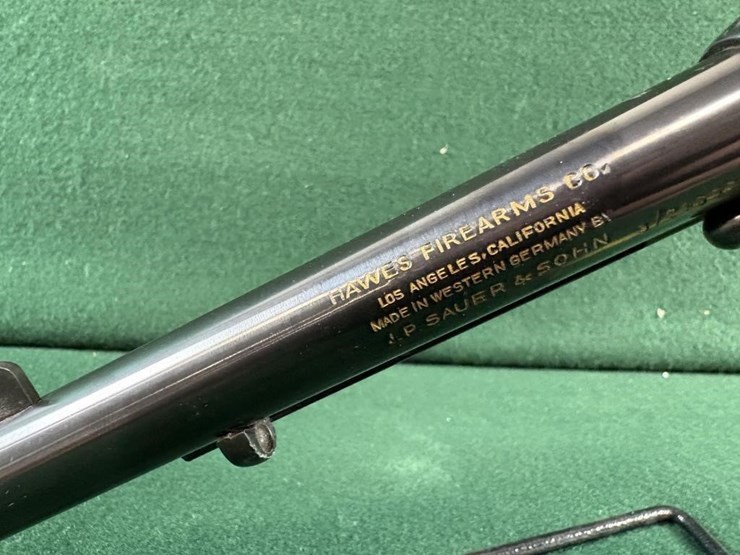 HAWES FIREARMS CO.
LOS ANGELES, CALIFORNIA
MADE IN WESTERN GERMANY BY
J.P. SAUER & SOHN